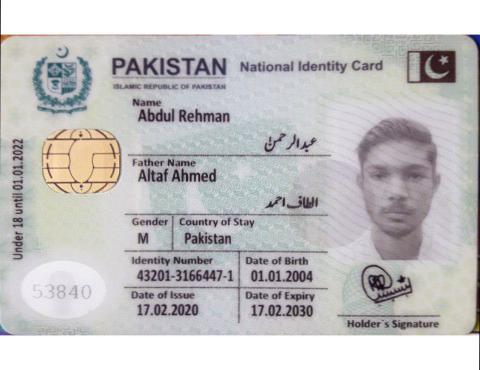 PAKISTAN National Identity Card
ISLAMIC REPUBLIC OF PAKISTAN
Name
Abdul Rehman
عبدالرحمن
Father Name
Altaf Ahmed
الطاف احمد
Gender Country of Stay
M Pakistan
Identity Number Date of Birth
43201-3166447-1 01.01.2004
Date of Issue Date of Expiry
17.02.2020 17.02.2030
Holder's Signature
Under 18 until 01.01.2022
53840